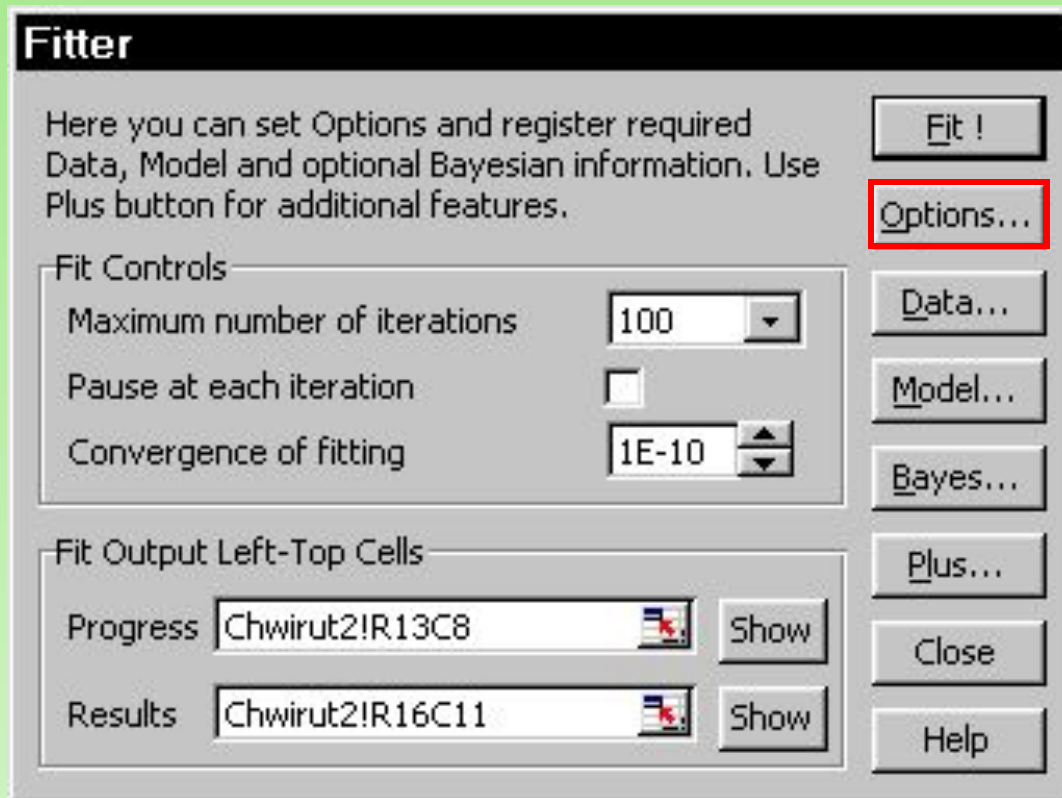 Fitter
Here you can set Options and register required
Data, Model and optional Bayesian information. Use
Plus button for additional features.
Fit !
Options...
Data...
Model...
Bayes...
Plus...
Close
Help
Fit Controls
Maximum number of iterations 100
Pause at each iteration
Convergence of fitting 1E-10
Fit Output Left-Top Cells
Progress Chwirut2!R13C8 Show
Results Chwirut2!R16C11 Show